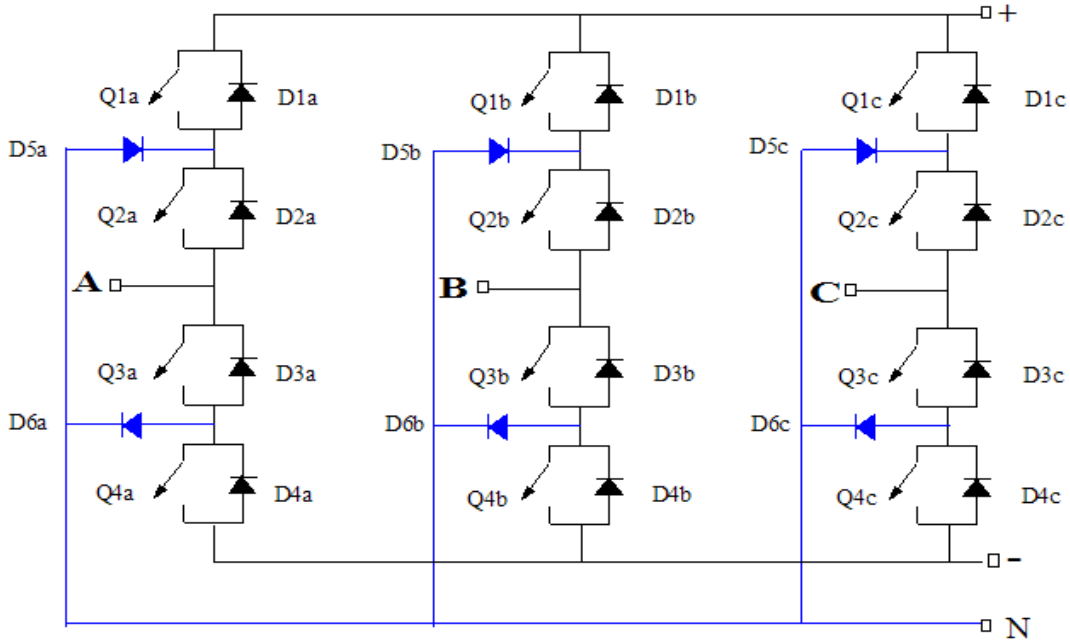 +
Q1a D1a Q1b D1b Q1c D1c
D5a D5b D5c
Q2a D2a Q2b D2b Q2c D2c
A B C
Q3a D3a Q3b D3b Q3c D3c
D6a D6b D6c
Q4a D4a Q4b D4b Q4c D4c
-
N